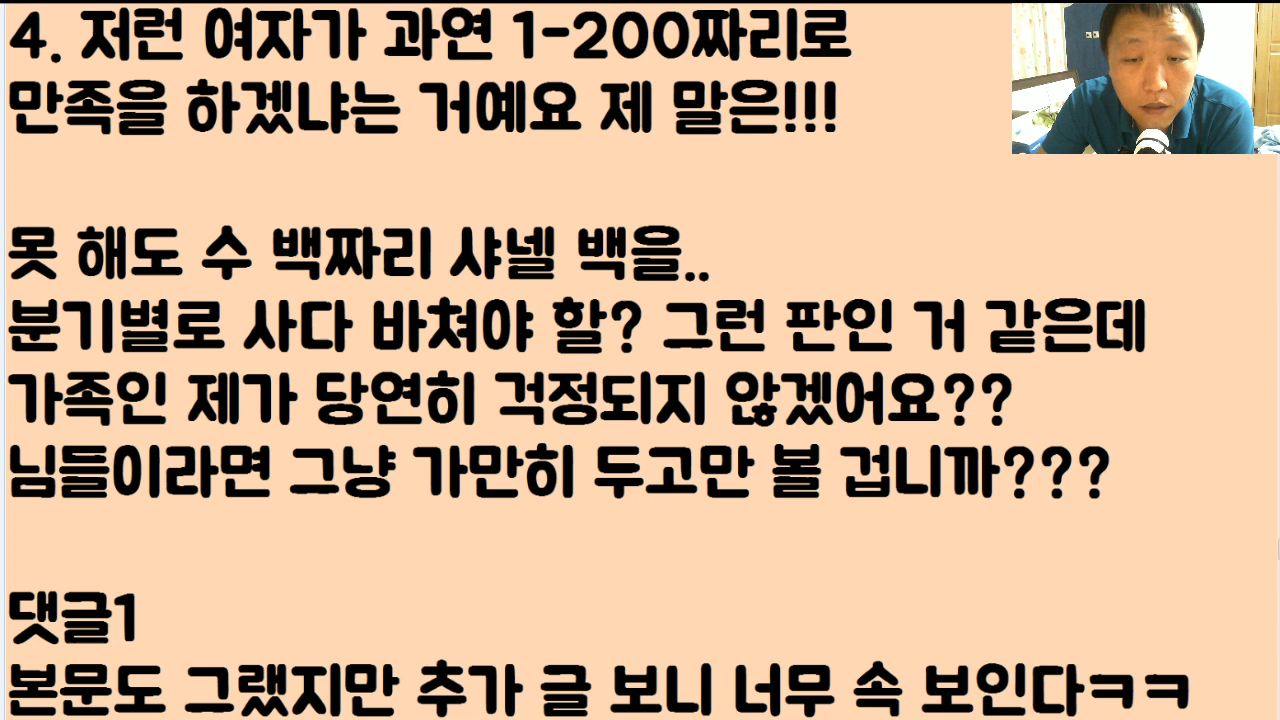 4. 저런 여자가 과연 1-200짜리로
만족을 하겠냐는 거예요 제 말은!!!
못 해도 수 백짜리 샤넬 백을..
분기별로 사다 바쳐야 할? 그런 판인 거 같은데
가족인 제가 당연히 걱정되지 않겠어요??
님들이라면 그냥 가만히 두고만 볼 겁니까???
댓글1
본문도 그랬지만 추가 글 보니 너무 속 보인다ㅋㅋ